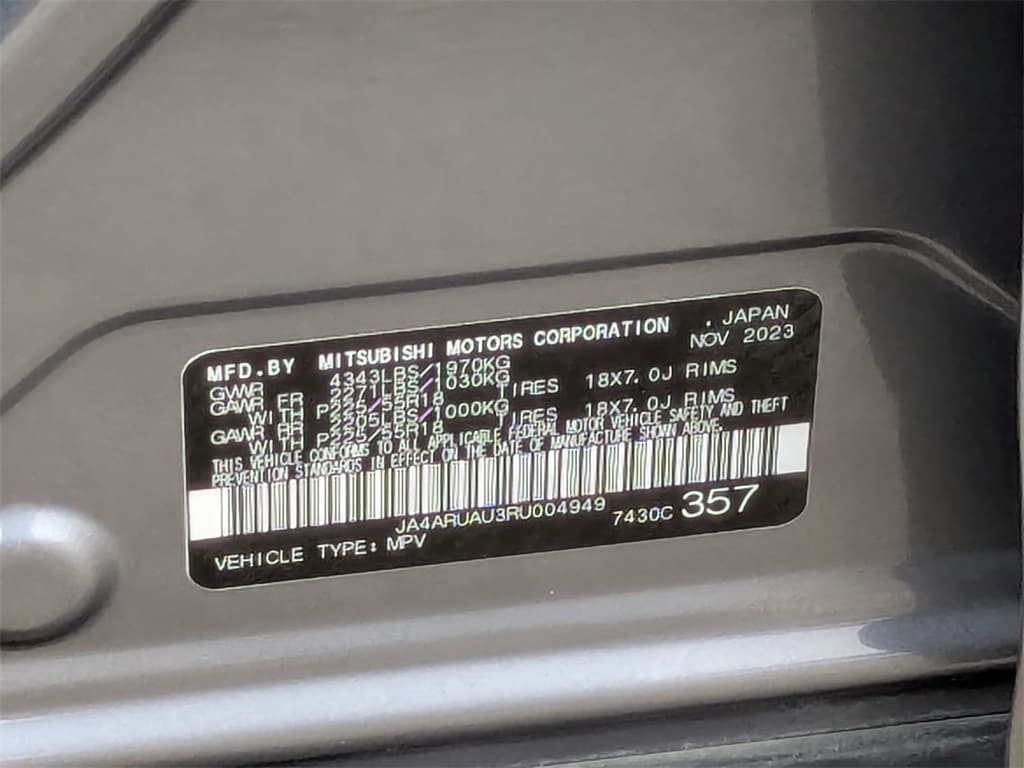 MFD.BY MITSUBISHI MOTORS CORPORATION . JAPAN
NOV 2023
GVWR 4343LBS/1970KG
GAWR FR 2271LBS/1030KG
WITH P225/55R18 TIRES 18X7.0J RIMS
GAWR RR 2205LBS/1000KG
WITH P225/55R18 TIRES 18X7.0J RIMS
THIS VEHICLE CONFORMS TO ALL APPLICABLE FEDERAL MOTOR VEHICLE SAFETY AND THEFT
PREVENTION STANDARDS IN EFFECT ON THE DATE OF MANUFACTURE SHOWN ABOVE.
JA4ARUAU3RU004949 7430C 357
VEHICLE TYPE: MPV